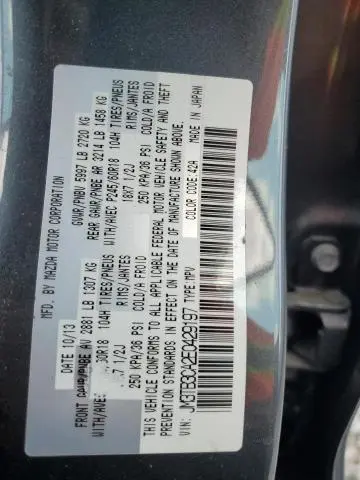 MFD. BY MAZDA MOTOR CORPORATION
DATE 10/13 GVWR/PNBV 5997 LB 2720 KG
FRONT GAWR/PNBE AV 2881 LB 1307 KG REAR GAWR/PNBE AR 3214 LB 1458 KG
WITH/AVEC 104H TIRES/PNEUS WITH/AVEC P245/60R18 104H TIRES/PNEUS
7 1/2J RIMS/JANTES 18X7 1/2J RIMS/JANTES
250 KPA/36 PSI COLD/A FROID 250 KPA/36 PSI COLD/A FROID
THIS VEHICLE CONFORMS TO ALL APPLICABLE FEDERAL MOTOR VEHICLE SAFETY AND THEFT
PREVENTION STANDARDS IN EFFECT ON THE DATE OF MANUFACTURE SHOWN ABOVE.
VIN: JM3TB3CA2E0429197 TYPE:MPV COLOR CODE:42A MADE IN JAPAN